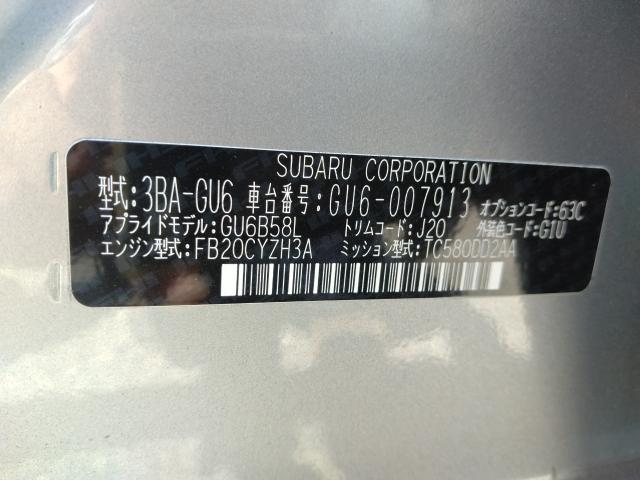 SUBARU CORPORATION
型式: 3BA-GU6 車台番号: GU6-007913 オプションコード: G3C
アプライドモデル: GU6B58L トリムコード: J20 外装色コード: G1U
エンジン型式: FB20CYZH3A ミッション型式: TC580DD2AA